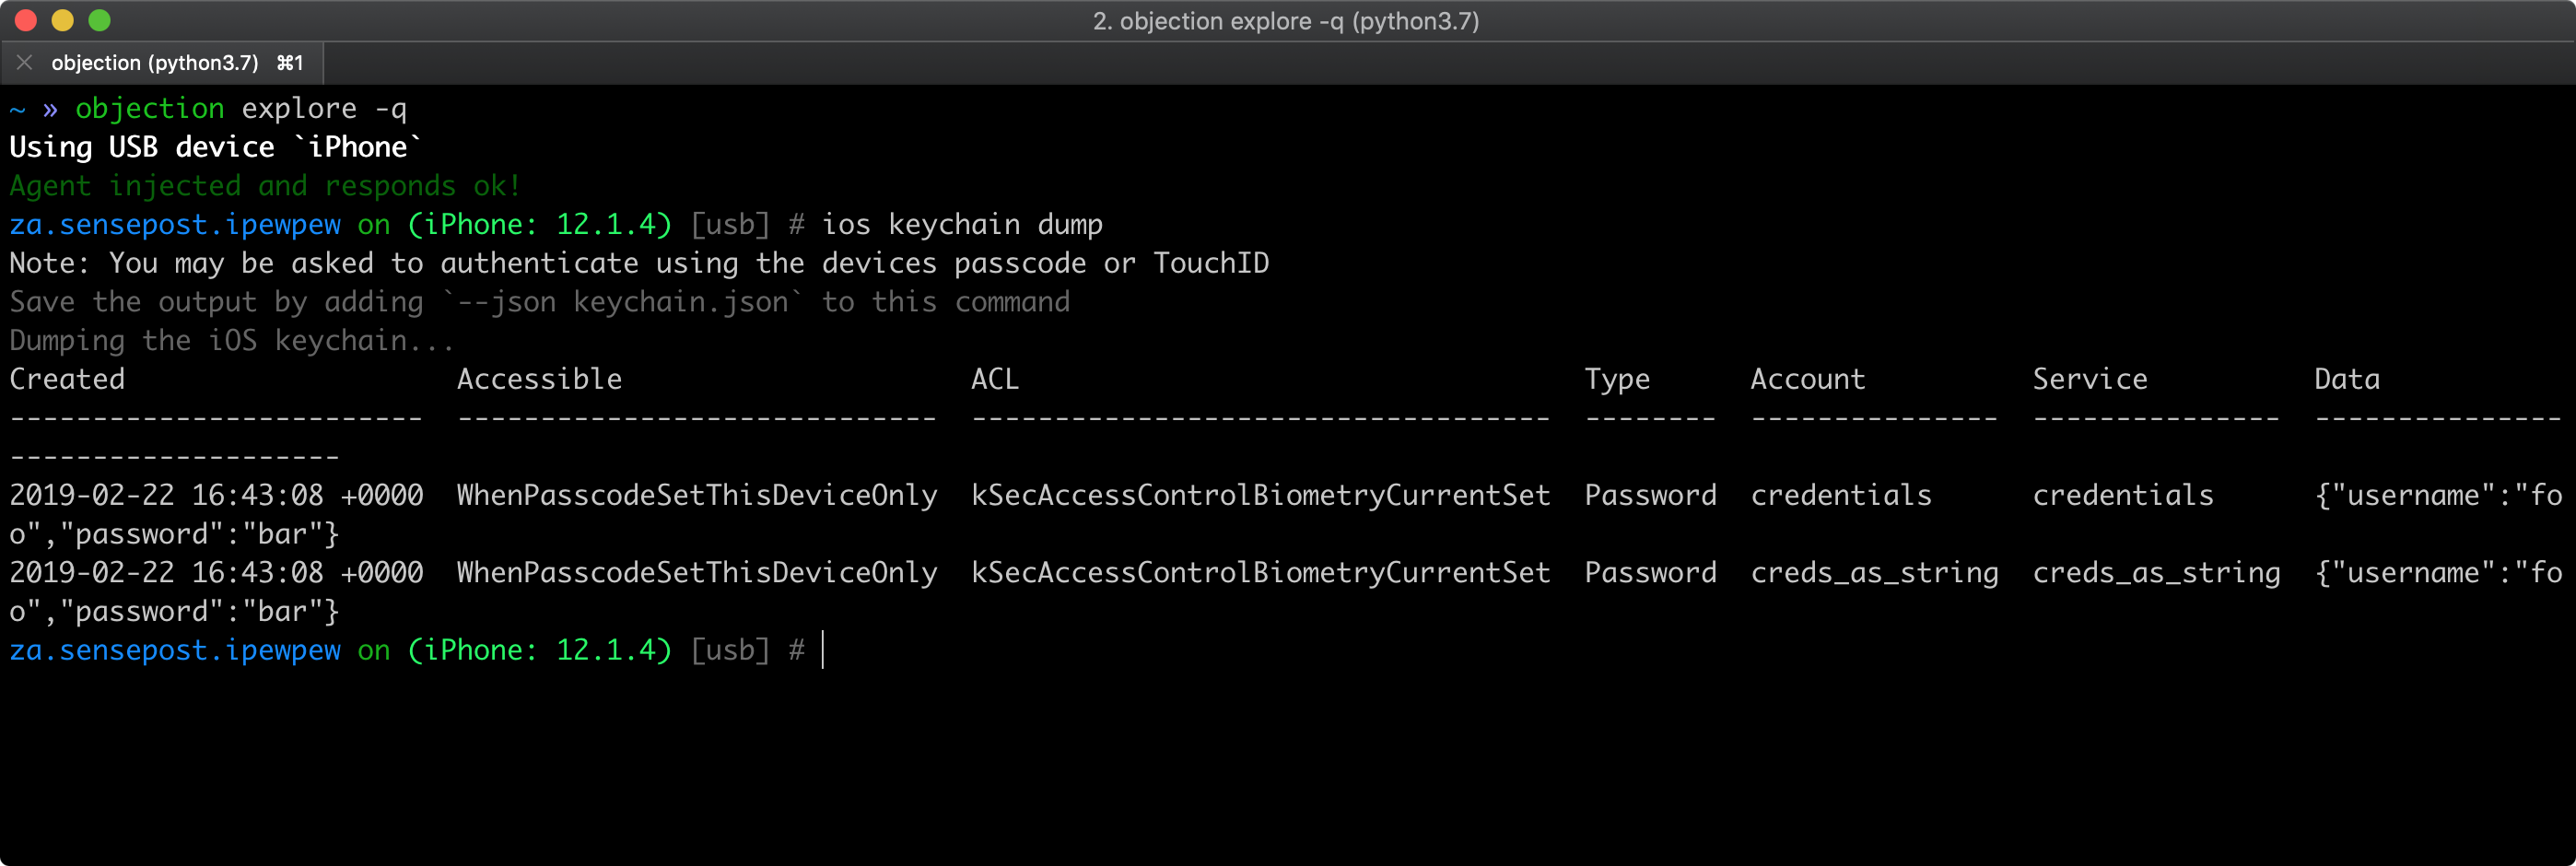 2. objection explore -q (python3.7)
objection (python3.7) ⌘1
~ » objection explore -q
Using USB device `iPhone`
Agent injected and responds ok!
za.sensepost.ipewpew on (iPhone: 12.1.4) [usb] # ios keychain dump
Note: You may be asked to authenticate using the devices passcode or TouchID
Save the output by adding `--json keychain.json` to this command
Dumping the iOS keychain...
Created Accessible ACL Type Account Service Data
------------------------- ----------------------------- ----------------------------------- -------- --------------- --------------- ---------------
--------------------
2019-02-22 16:43:08 +0000 WhenPasscodeSetThisDeviceOnly kSecAccessControlBiometryCurrentSet Password credentials credentials {"username":"fo
o","password":"bar"}
2019-02-22 16:43:08 +0000 WhenPasscodeSetThisDeviceOnly kSecAccessControlBiometryCurrentSet Password creds_as_string creds_as_string {"username":"fo
o","password":"bar"}
za.sensepost.ipewpew on (iPhone: 12.1.4) [usb] #